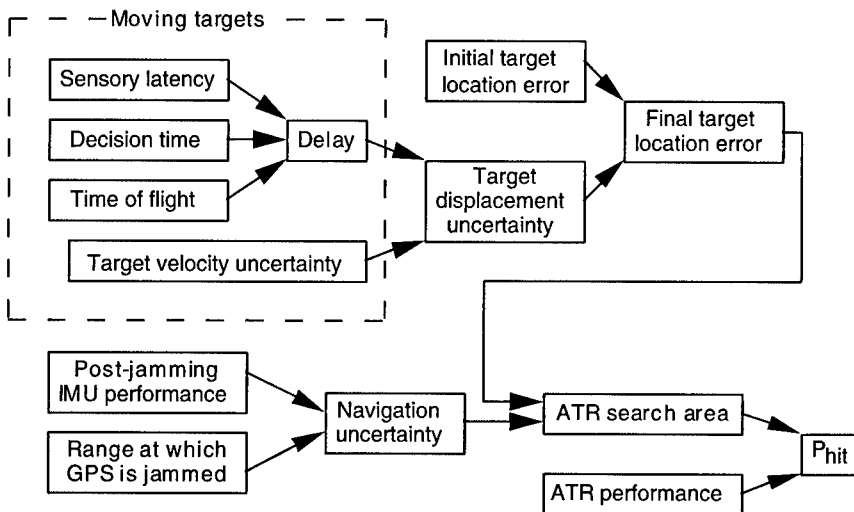 Moving targets
Sensory latency
Decision time
Time of flight
Delay
Target velocity uncertainty
Initial target
location error
Target
displacement
uncertainty
Final target
location error
Post-jamming
IMU performance
Range at which
GPS is jammed
Navigation
uncertainty
ATR search area
ATR performance
Phit